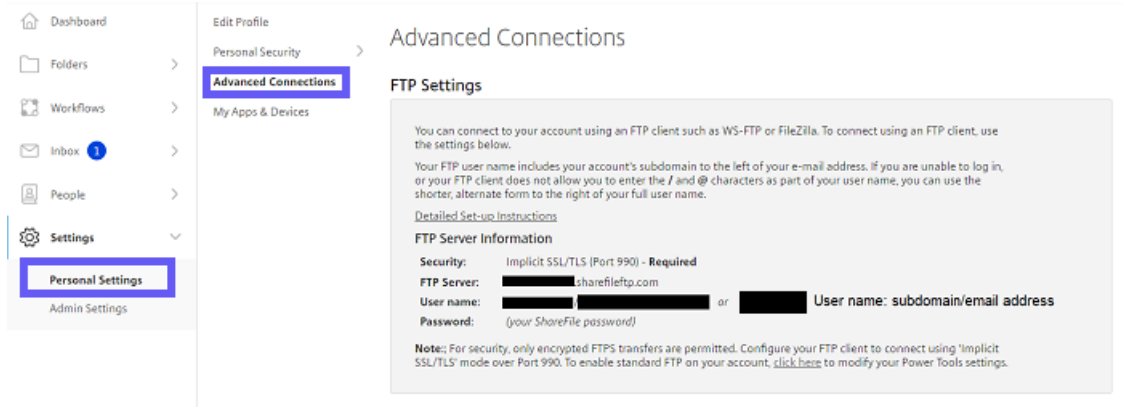 Dashboard
Folders
Workflows
Inbox 1
People
Settings
Personal Settings
Admin Settings
Edit Profile
Personal Security
Advanced Connections
My Apps & Devices
Advanced Connections
FTP Settings
You can connect to your account using an FTP client such as WS-FTP or FileZilla. To connect using an FTP client, use
the settings below.
Your FTP user name includes your account's subdomain to the left of your e-mail address. If you are unable to log in,
or your FTP client does not allow you to enter the / and @ characters as part of your user name, you can use the
shorter, alternate form to the right of your full user name.
Detailed Set-up Instructions
FTP Server Information
Security: Implicit SSL/TLS (Port 990) - Required
FTP Server: .sharefileftp.com
User name: / or User name: subdomain/email address
Password: (your ShareFile password)
Note:; For security, only encrypted FTPS transfers are permitted. Configure your FTP client to connect using 'Implicit
SSL/TLS' mode over Port 990. To enable standard FTP on your account, click here to modify your Power Tools settings.